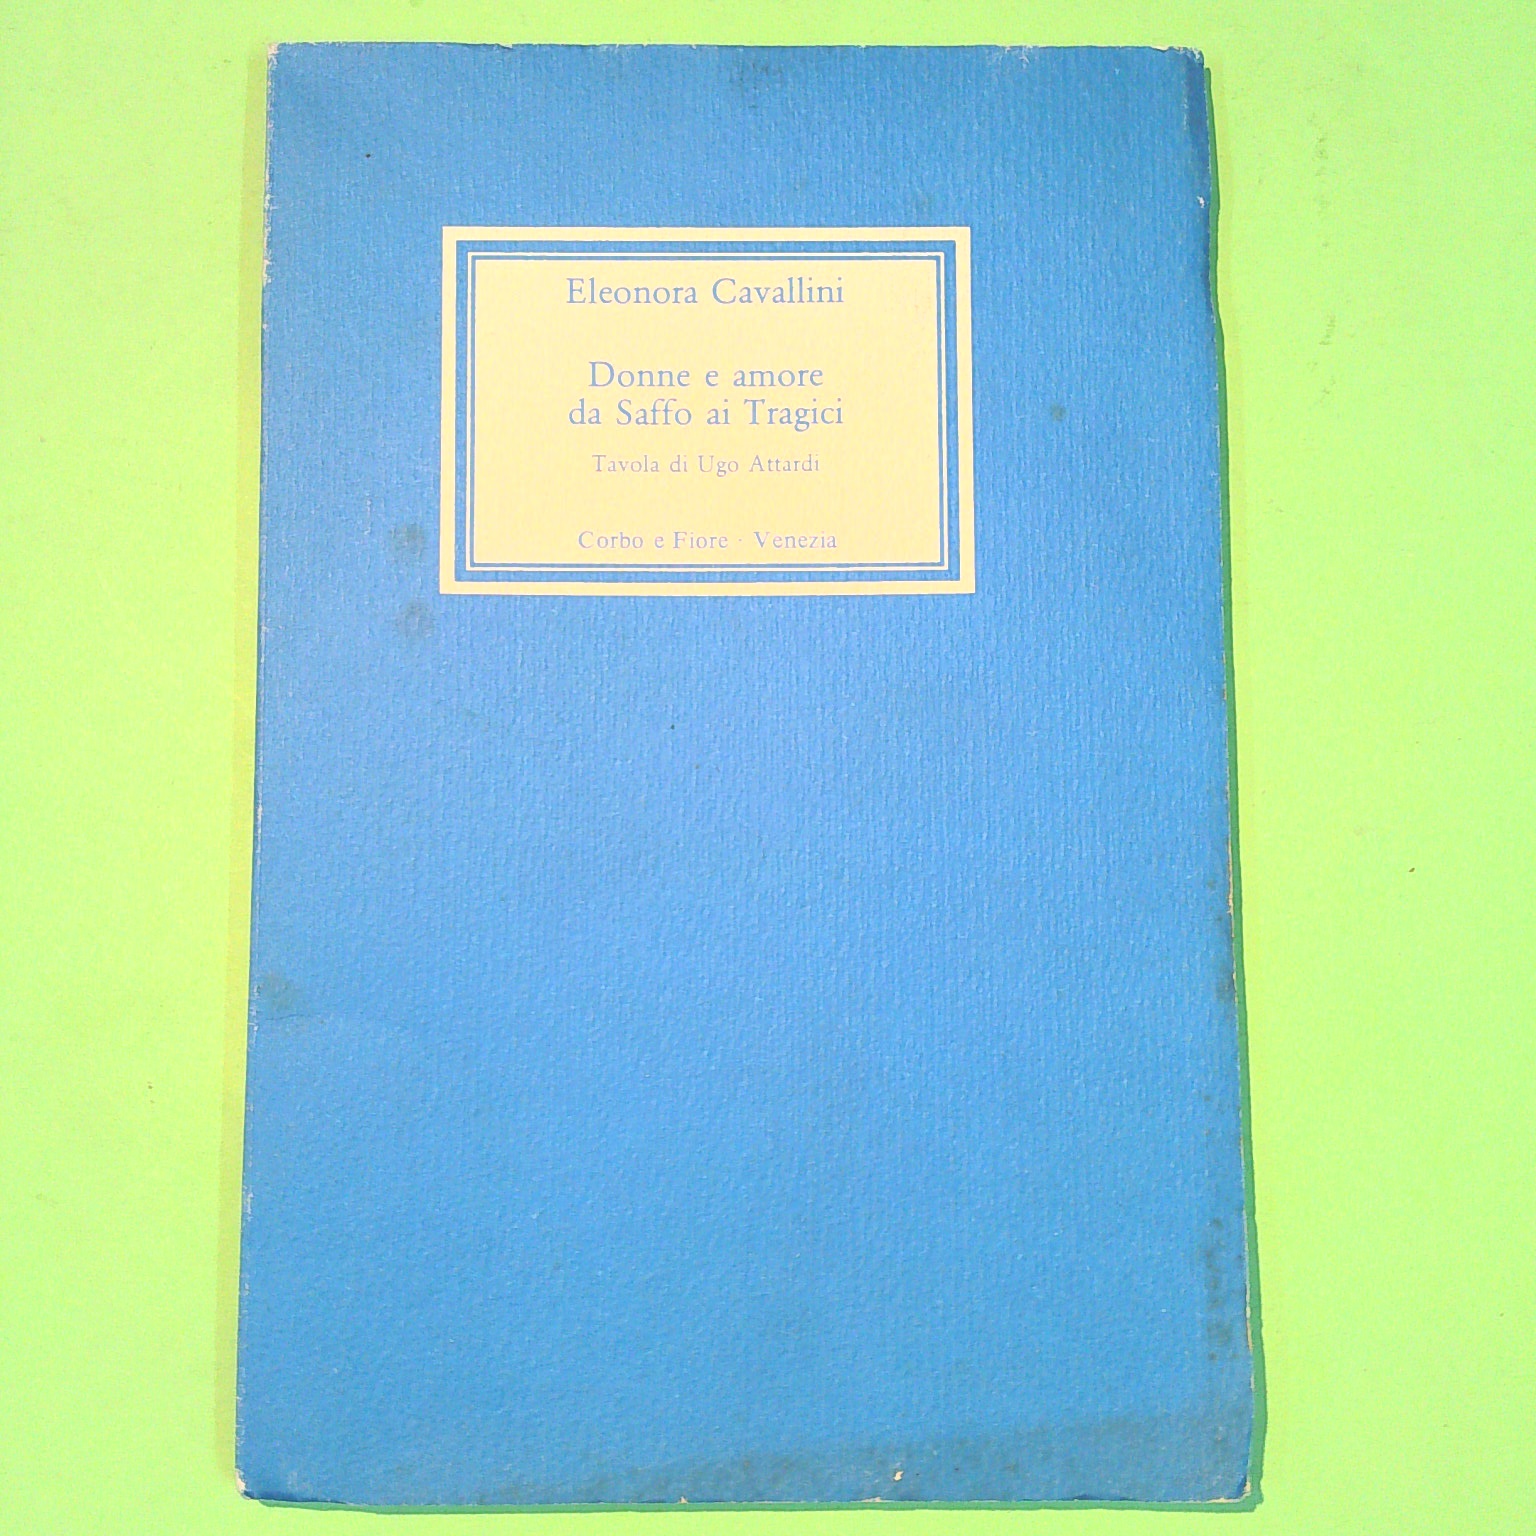 Eleonora Cavallini
Donne e amore
da Saffo ai Tragici
Tavola di Ugo Attardi
Corbo e Fiore · Venezia